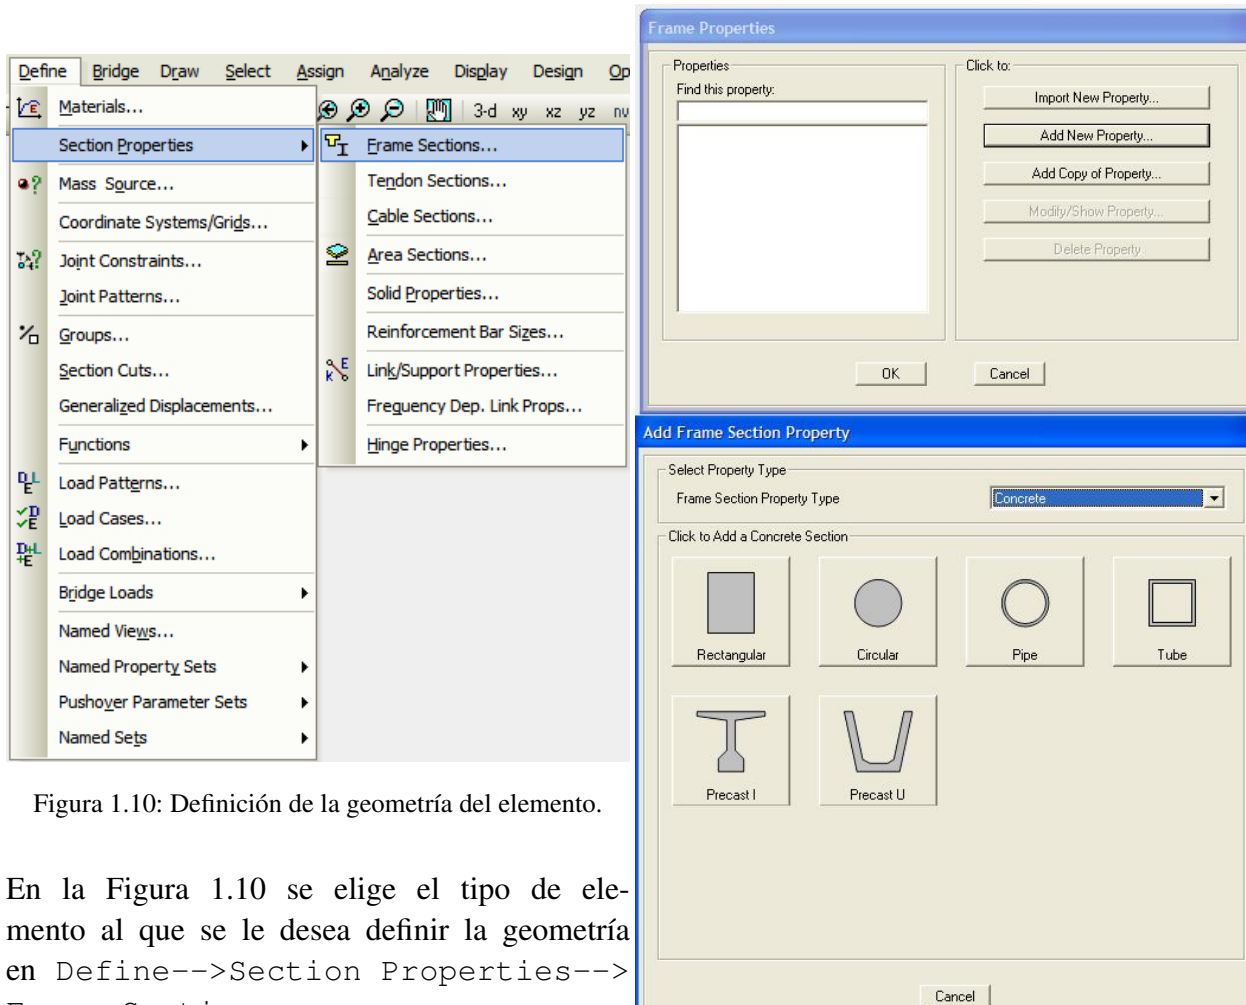 Define Bridge Draw Select Assign Analyze Display Design Op
Materials...
3-d xy xz yz nv
Section Properties
Frame Sections...
Mass Source...
Tendon Sections...
Coordinate Systems/Grids...
Cable Sections...
Joint Constraints...
Area Sections...
Joint Patterns...
Solid Properties...
Groups...
Reinforcement Bar Sizes...
Section Cuts...
Link/Support Properties...
Generalized Displacements...
Frequency Dep. Link Props...
Functions
Hinge Properties...
Load Patterns...
Load Cases...
Load Combinations...
Bridge Loads
Named Views...
Named Property Sets
Pushover Parameter Sets
Named Sets
Figura 1.10: Definición de la geometría del elemento.
En la Figura 1.10 se elige el tipo de ele-
mento al que se le desea definir la geometría
en Define-->Section Properties-->
Frame Properties
Properties
Find this property:
Click to:
Import New Property...
Add New Property...
Add Copy of Property...
Modify/Show Property...
Delete Property
OK Cancel
Add Frame Section Property
Select Property Type
Frame Section Property Type
Concrete
Click to Add a Concrete Section
Rectangular Circular Pipe Tube
Precast I Precast U
Cancel